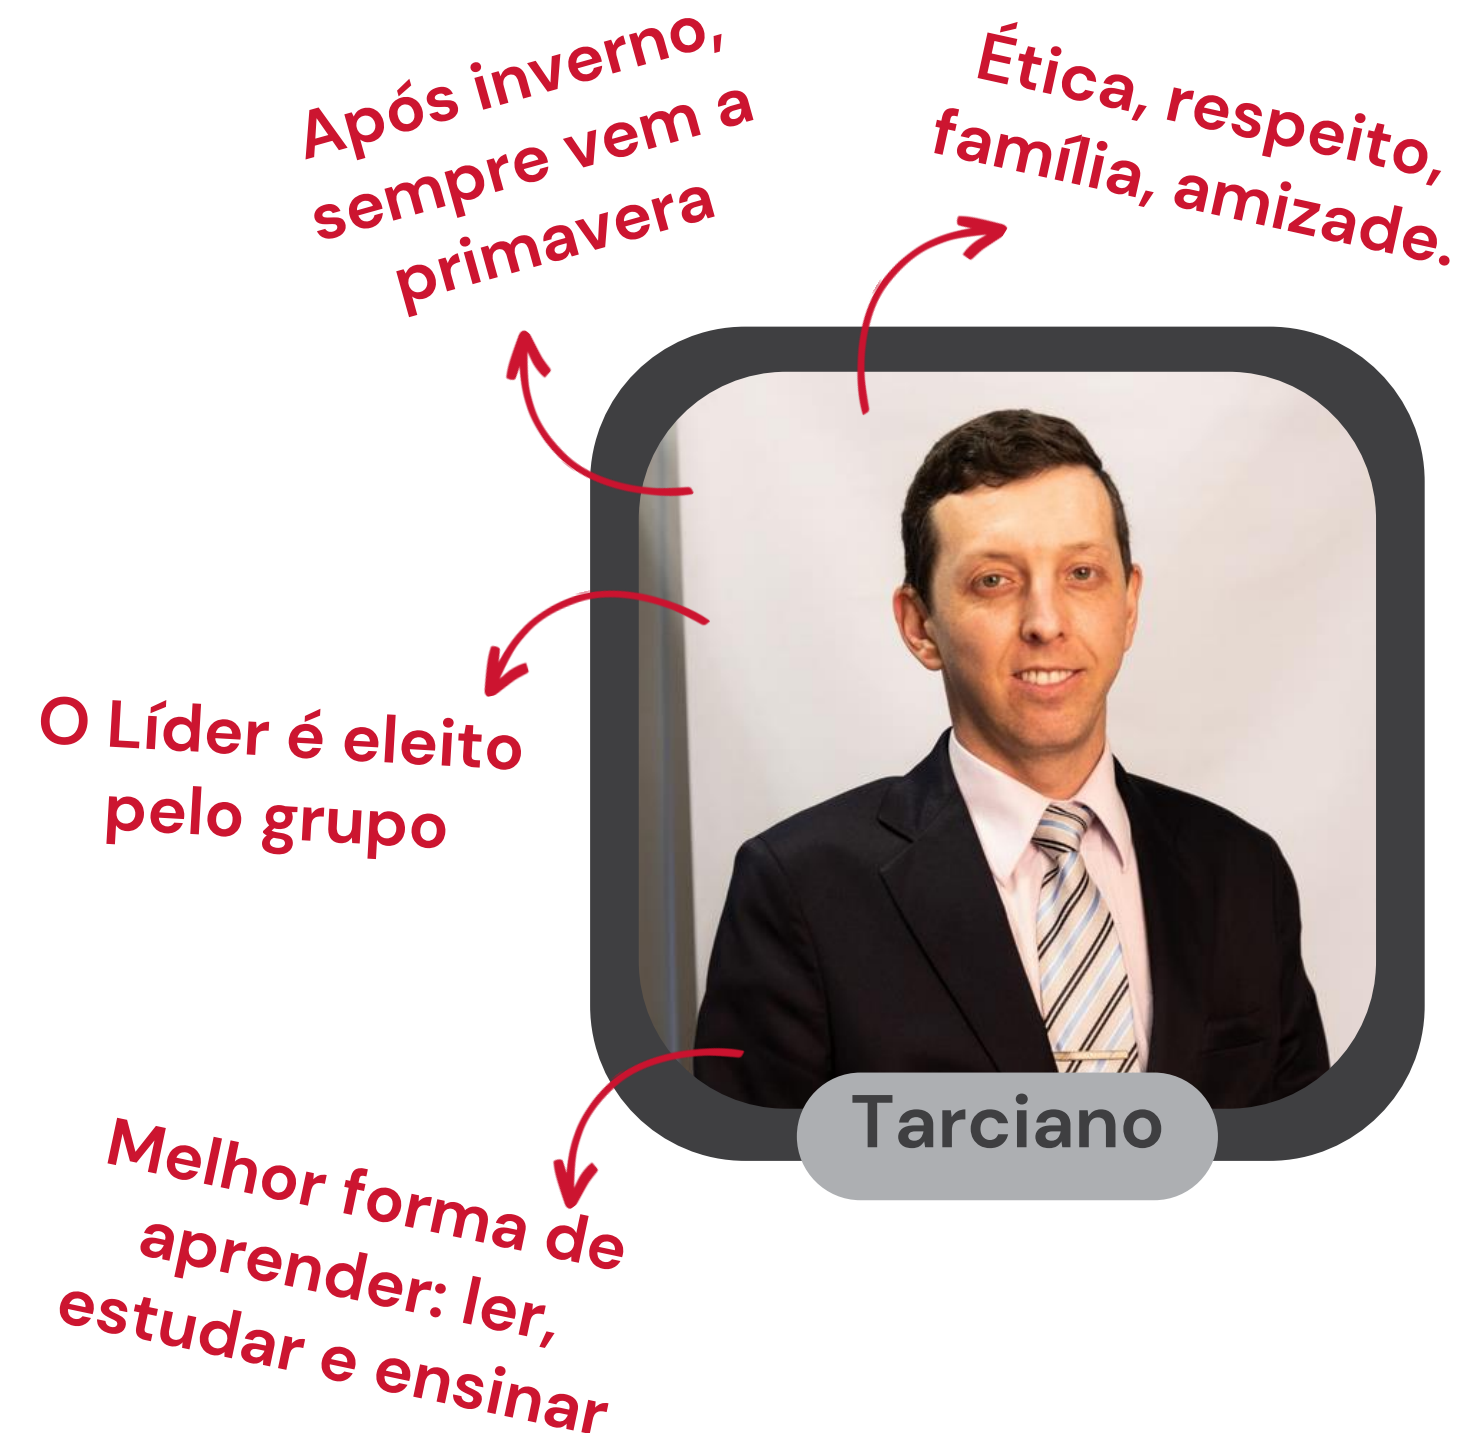 Após inverno,
sempre vem a
primavera
Ética, respeito,
família, amizade.
O Líder é eleito
pelo grupo
Tarciano
Melhor forma de
aprender: ler,
estudar e ensinar